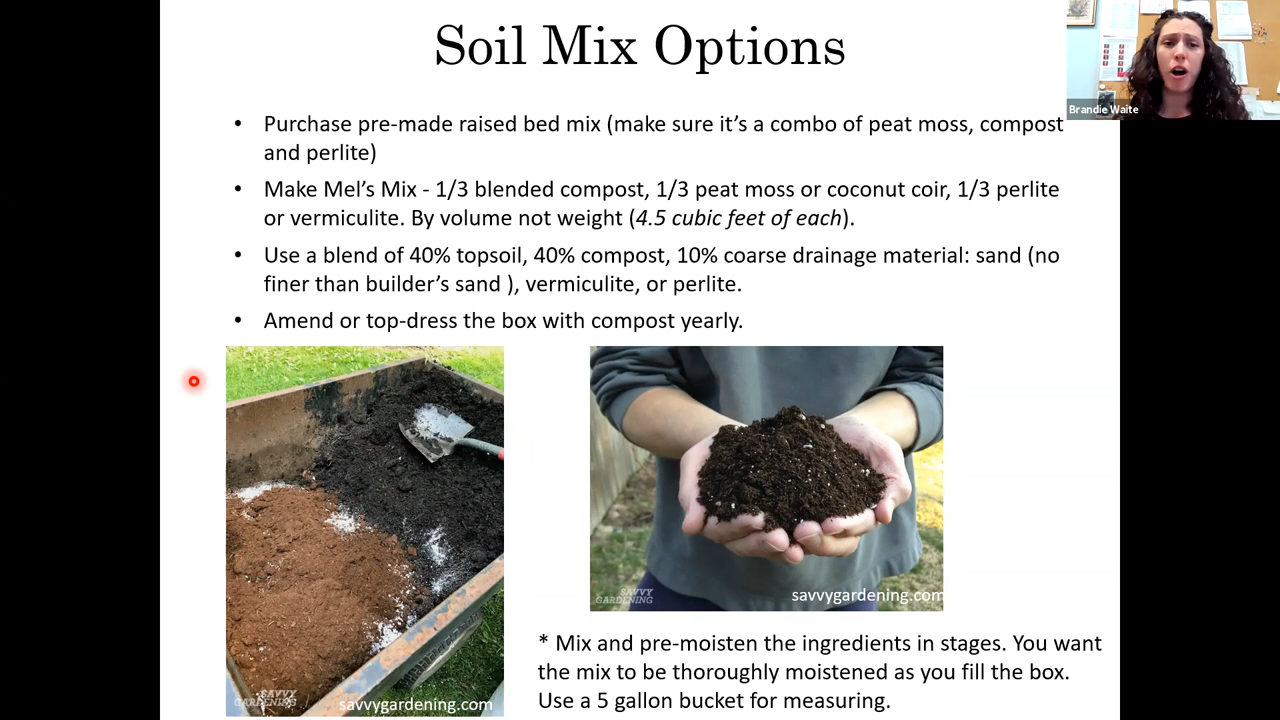 Soil Mix Options
Brandie Waite
• Purchase pre-made raised bed mix (make sure it’s a combo of peat moss, compost
and perlite)
• Make Mel’s Mix - 1/3 blended compost, 1/3 peat moss or coconut coir, 1/3 perlite
or vermiculite. By volume not weight (4.5 cubic feet of each).
• Use a blend of 40% topsoil, 40% compost, 10% coarse drainage material: sand (no
finer than builder’s sand ), vermiculite, or perlite.
• Amend or top-dress the box with compost yearly.
SAVVY
GARDENING
savvygardening.com
SAVVY
GARDENING
savvygardening.com
* Mix and pre-moisten the ingredients in stages. You want
the mix to be thoroughly moistened as you fill the box.
Use a 5 gallon bucket for measuring.